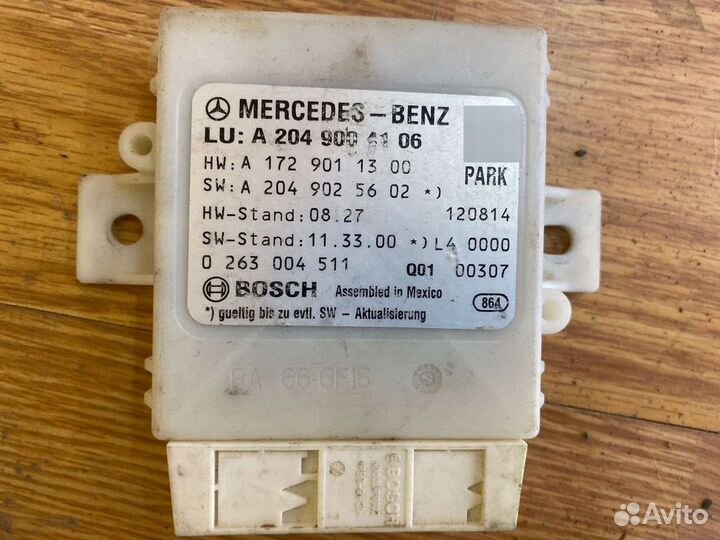 MERCEDES-BENZ
LU: A 204 900 61 06
HW: A 172 901 13 00
PARK
SW: A 204 902 56 02 *)
HW-Stand: 08.27 120814
SW-Stand: 11.33.00 *) L4 0000
0 263 004 511 Q01 00307
BOSCH Assembled in Mexico
864
*) gueltig bis zu evtl. SW - Aktualisierung
PA 66-GF15
BOSCH
Avito